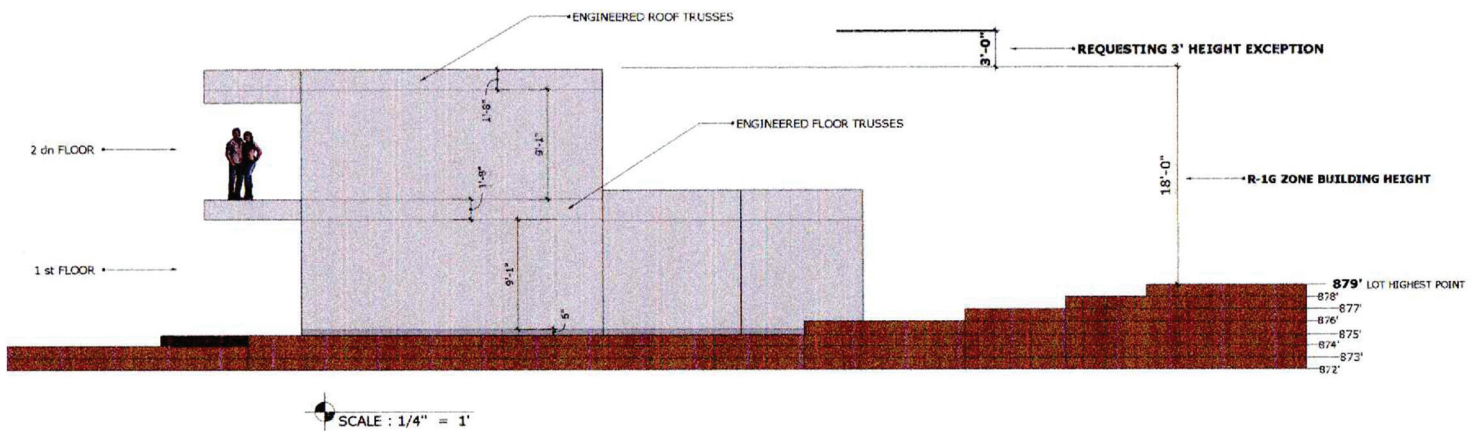 ENGINEERED ROOF TRUSSES
3'-0"
REQUESTING 3' HEIGHT EXCEPTION
1'-8"
9'-1"
ENGINEERED FLOOR TRUSSES
2 dn FLOOR
1'-8"
18'-0"
R-1G ZONE BUILDING HEIGHT
9'-1"
1 st FLOOR
879' LOT HIGHEST POINT
878'
877'
876'
5"
875'
874'
873'
872'
SCALE : 1/4" = 1'